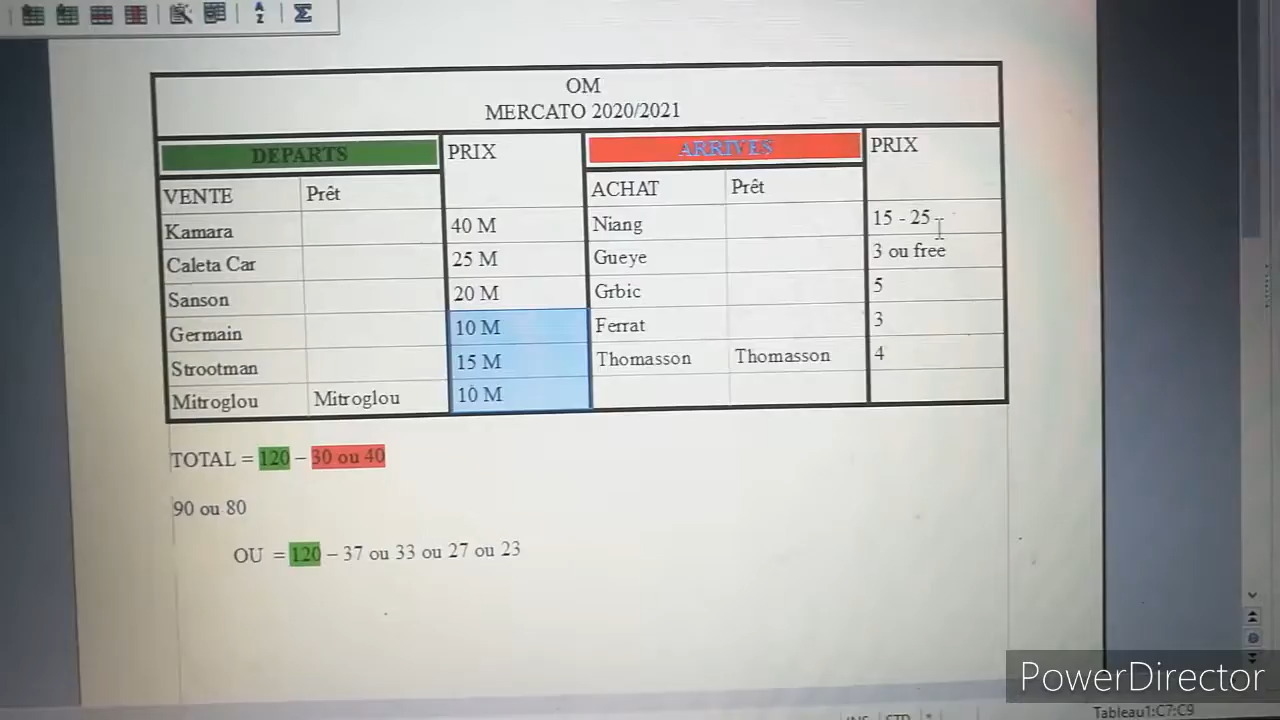 OM
MERCATO 2020/2021
DEPARTS PRIX ARRIVES PRIX
VENTE Prêt ACHAT Prêt
Kamara 40 M Niang 15 - 25
Caleta Car 25 M Gueye 3 ou free
Sanson 20 M Grbic 5
Germain 10 M Ferrat 3
Strootman 15 M Thomasson Thomasson 4
Mitroglou Mitroglou 10 M
TOTAL = 120 – 30 ou 40
90 ou 80
OU = 120 – 37 ou 33 ou 27 ou 23
PowerDirector
Tableau1:C7:C9